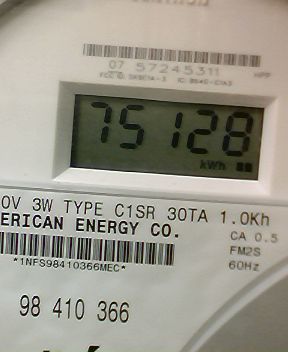 07 57245311
HPP
75128
kWh
0V 3W TYPE C1SR 30TA 1.0Kh
ERICAN ENERGY CO.
CA 0.5
FM2S
60Hz
*1NFS98410366MEC*
98 410 366